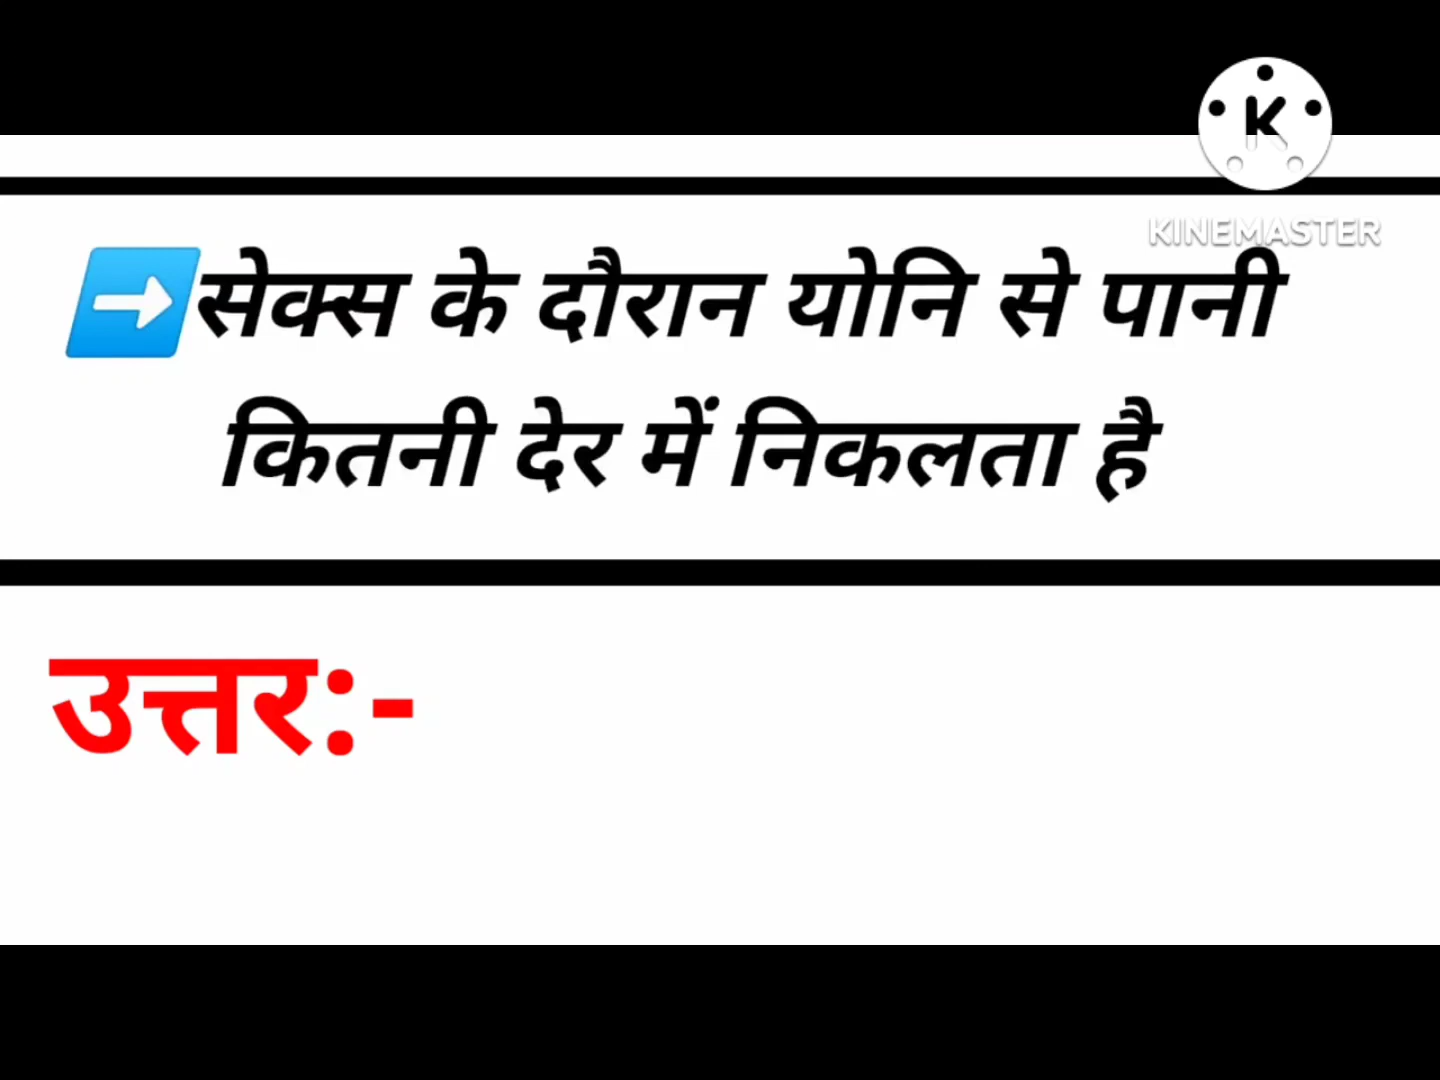 KINEMASTER
➡️सेक्स के दौरान योनि से पानी
कितनी देर में निकलता है
उत्तर:-